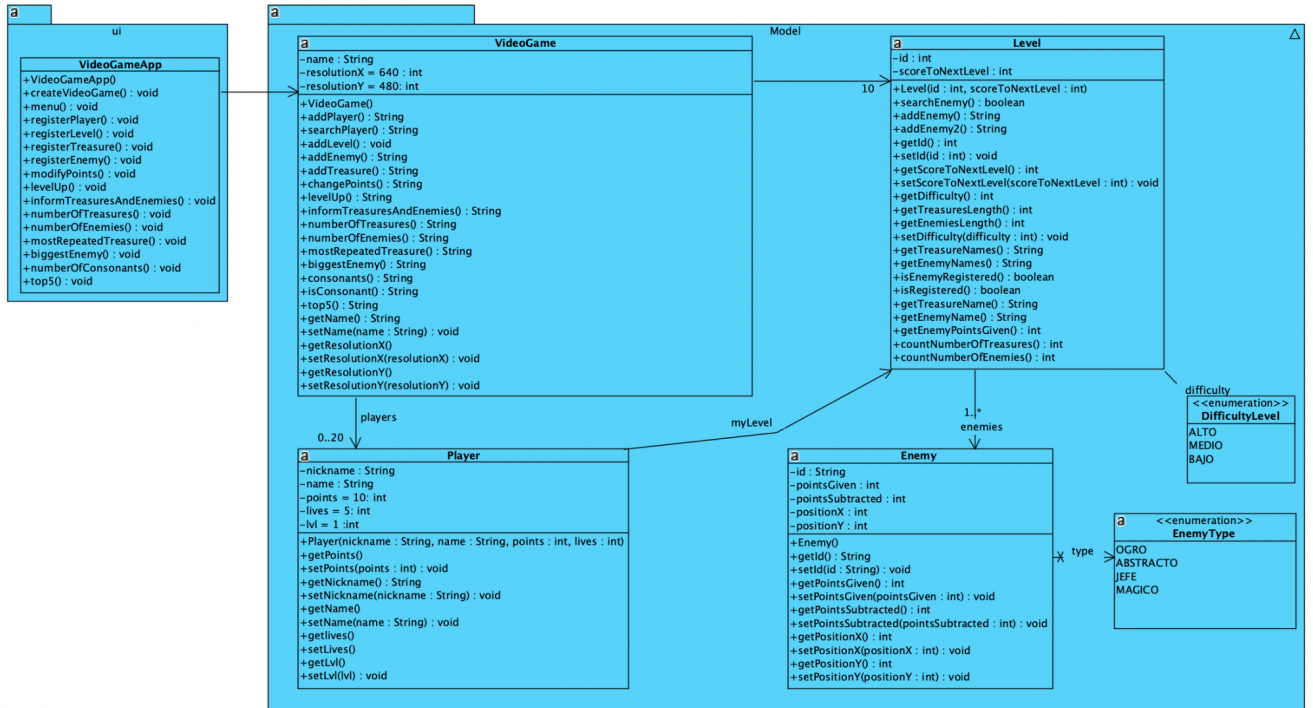 a
ui
VideoGameApp
+VideoGameApp()
+createVideoGame() : void
+menu() : void
+registerPlayer() : void
+registerLevel() : void
+registerTreasure() : void
+registerEnemy() : void
+modifyPoints() : void
+levelUp() : void
+informTreasuresAndEnemies() : void
+numberOfTreasures() : void
+numberOfEnemies() : void
+mostRepeatedTreasure() : void
+biggestEnemy() : void
+numberOfConsonants() : void
+top5() : void
a
Model
a
VideoGame
-name : String
-resolutionX = 640 : int
-resolutionY = 480: int
+VideoGame()
+addPlayer() : String
+searchPlayer() : String
+addLevel() : void
+addEnemy() : String
+addTreasure() : String
+changePoints() : String
+levelUp() : String
+informTreasuresAndEnemies() : String
+numberOfTreasures() : String
+numberOfEnemies() : String
+mostRepeatedTreasure() : String
+biggestEnemy() : String
+consonants() : String
+isConsonant() : String
+top5() : String
+getName() : String
+setName(name : String) : void
+getResolutionX()
+setResolutionX(resolutionX) : void
+getResolutionY()
+setResolutionY(resolutionY) : void
10
a
Level
-id : int
-scoreToNextLevel : int
+Level(id : int, scoreToNextLevel : int)
+searchEnemy() : boolean
+addEnemy() : String
+addEnemy2() : String
+getId() : int
+setId(id : int) : void
+getScoreToNextLevel() : int
+setScoreToNextLevel(scoreToNextLevel : int) : void
+getDifficulty() : int
+getTreasuresLength() : int
+getEnemiesLength() : int
+setDifficulty(difficulty : int) : void
+getTreasureNames() : String
+getEnemyNames() : String
+isEnemyRegistered() : boolean
+isRegistered() : boolean
+getTreasureName() : String
+getEnemyName() : String
+getEnemyPointsGiven() : int
+countNumberOfTreasures() : int
+countNumberOfEnemies() : int
players
0..20
myLevel
1..*
enemies
difficulty
<<enumeration>>
DifficultyLevel
ALTO
MEDIO
BAJO
a
Player
-nickname : String
-name : String
-points = 10: int
-lives = 5: int
-lvl = 1 :int
+Player(nickname : String, name : String, points : int, lives : int)
+getPoints()
+setPoints(points : int) : void
+getNickname() : String
+setNickname(nickname : String) : void
+getName()
+setName(name : String) : void
+getlives()
+setLives()
+getLvl()
+setLvl(lvl) : void
a
Enemy
-id : String
-pointsGiven : int
-pointsSubtracted : int
-positionX : int
-positionY : int
+Enemy()
+getId() : String
+setId(id : String) : void
+getPointsGiven() : int
+setPointsGiven(pointsGiven : int) : void
+getPointsSubtracted() : int
+setPointsSubtracted(pointsSubtracted : int) : void
+getPositionX() : int
+setPositionX(positionX : int) : void
+getPositionY() : int
+setPositionY(positionY : int) : void
type
a
<<enumeration>>
EnemyType
OGRO
ABSTRACTO
JEFE
MAGICO